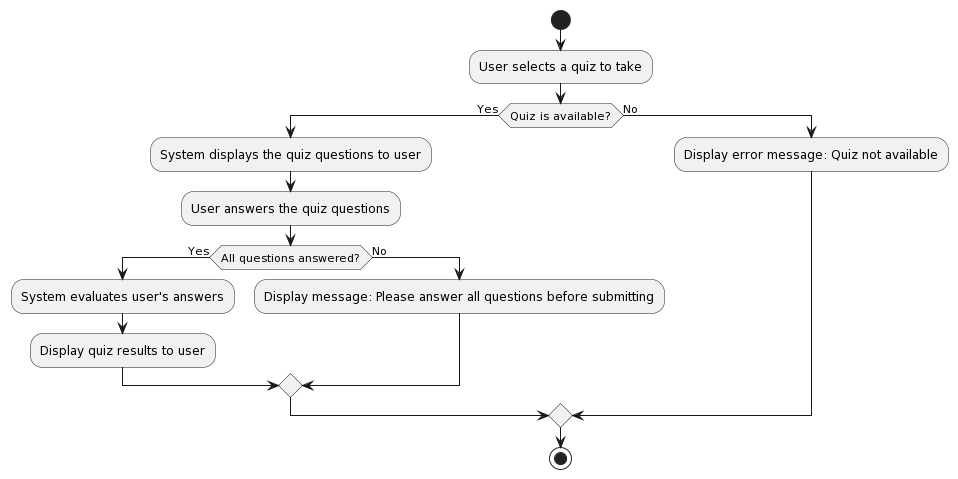 User selects a quiz to take
Yes
Quiz is available?
No
System displays the quiz questions to user
Display error message: Quiz not available
User answers the quiz questions
Yes
All questions answered?
No
System evaluates user's answers
Display message: Please answer all questions before submitting
Display quiz results to user